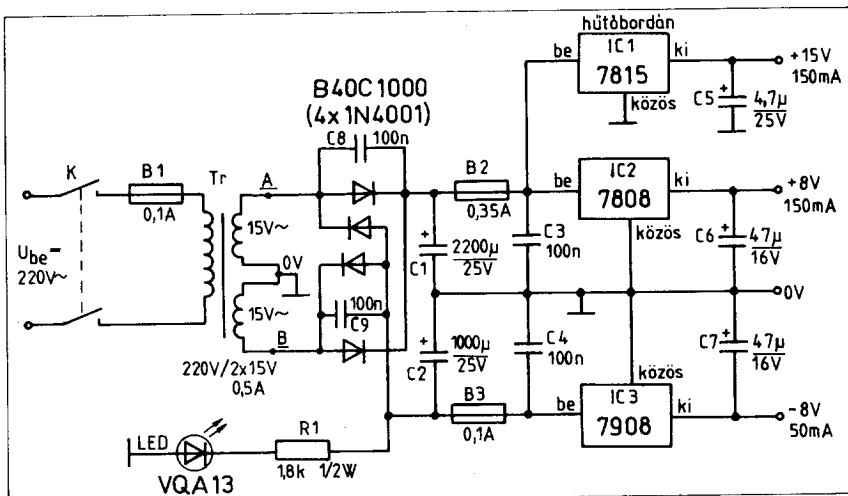 hűtőbordán
be
IC1
7815
ki
közös
+15V
150mA
C5
+
4,7µ
25V
B40C1000
(4x1N4001)
C8
100n
K
B1
0,1A
Tr
A
15V~
0V
15V~
B
Ube=
220V~
220V/2x15V
0,5A
100n
C9
B2
0,35A
+
2200µ
25V
C1
C3
100n
be
IC2
7808
ki
közös
+8V
150mA
C6
+
47µ
16V
0V
+
1000µ
25V
C2
C4
100n
B3
0,1A
be
közös
IC3
7908
ki
C7
+
47µ
16V
-8V
50mA
LED
VQA13
R1
1,8k 1/2W